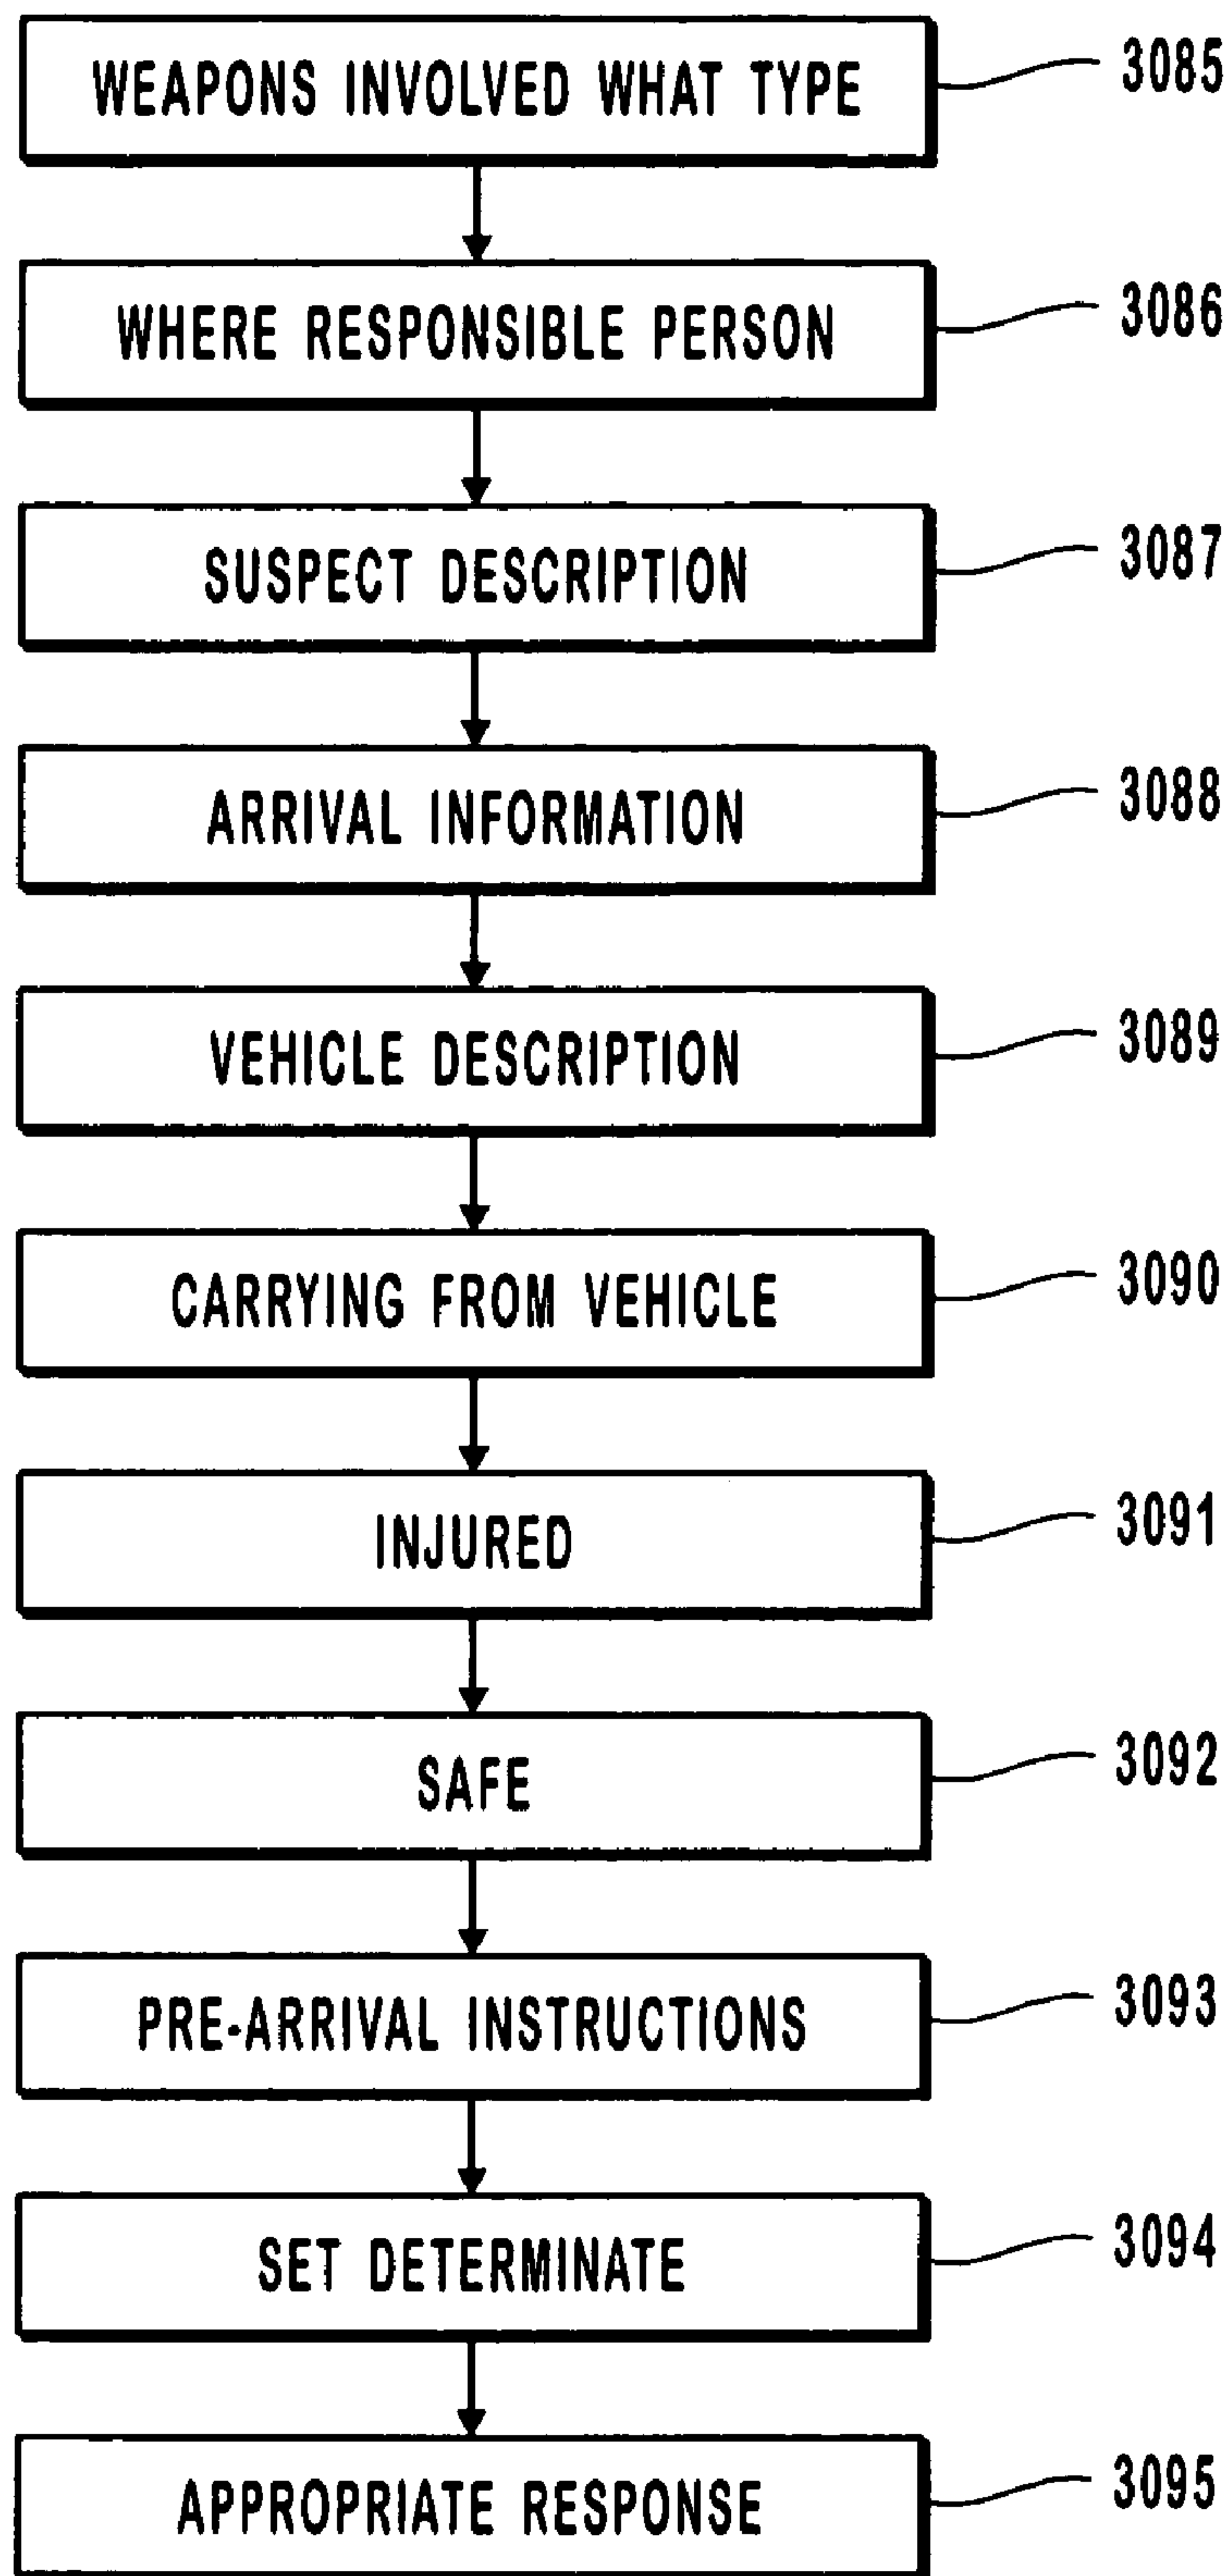 WEAPONS INVOLVED WHAT TYPE 3085
WHERE RESPONSIBLE PERSON 3086
SUSPECT DESCRIPTION 3087
ARRIVAL INFORMATION 3088
VEHICLE DESCRIPTION 3089
CARRYING FROM VEHICLE 3090
INJURED 3091
SAFE 3092
PRE-ARRIVAL INSTRUCTIONS 3093
SET DETERMINATE 3094
APPROPRIATE RESPONSE 3095